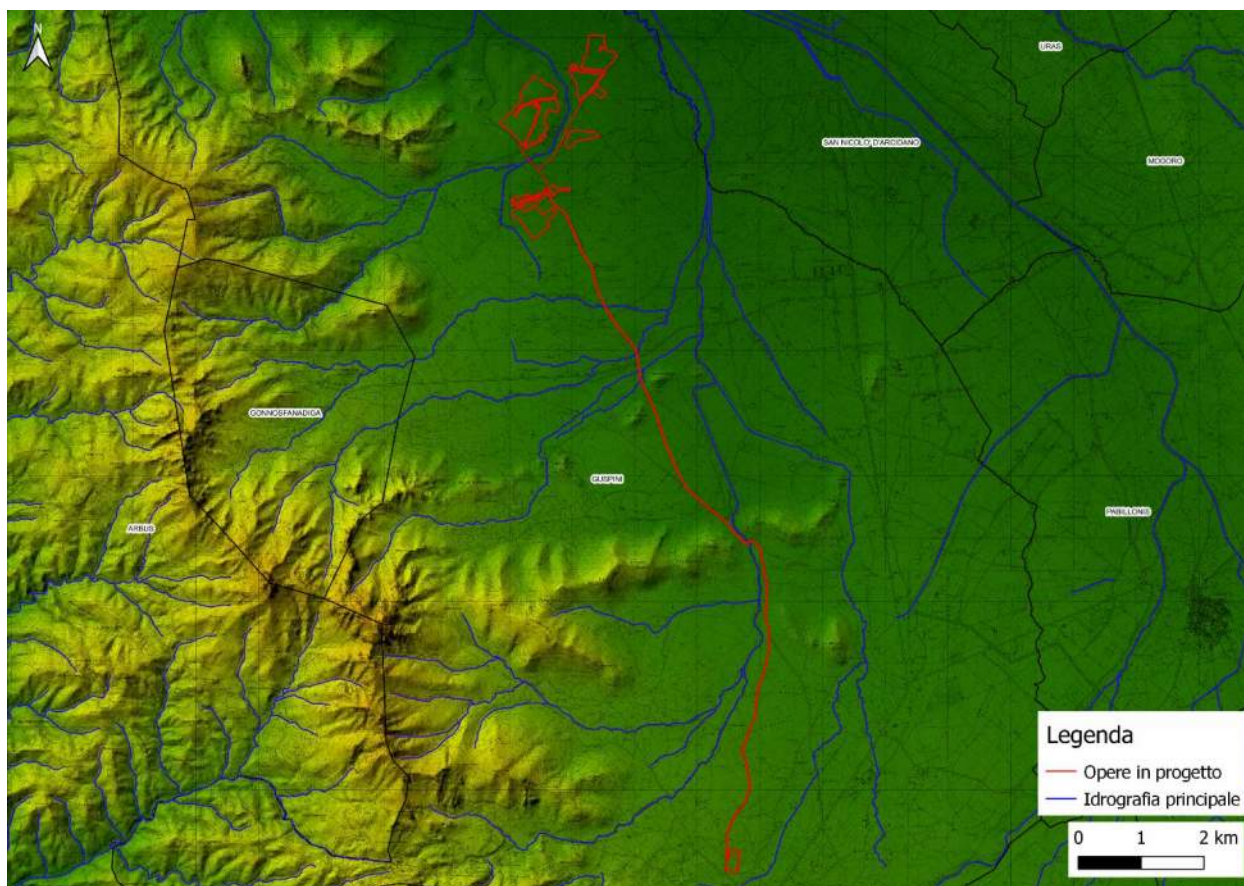 N
URAS
SAN NICOLO' D'ARCIDANO
MOGORO
GONNOSFANADIGA
GUSPINI
ARBUS
PABILLONIS
Legenda
Opere in progetto
Idrografia principale
0 1 2 km